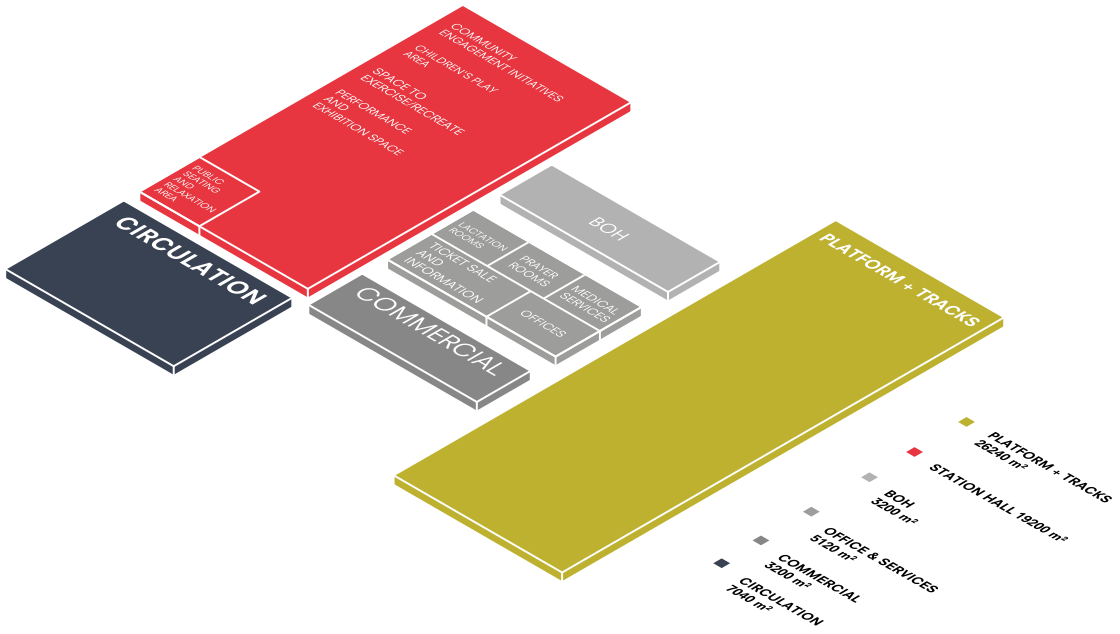 COMMUNITY
ENGAGEMENT INITIATIVES
CHILDREN'S PLAY
AREA
SPACE TO
EXERCISE/RECREATE
PERFORMANCE
AND
EXHIBITION SPACE
PUBLIC
SEATING
AND
RELAXATION
AREA
CIRCULATION
BOH
LACTATION
ROOMS
PRAYER
ROOMS
MEDICAL
SERVICES
TICKET SALE
AND
INFORMATION
OFFICES
COMMERCIAL
PLATFORM + TRACKS
PLATFORM + TRACKS
26240 m²
STATION HALL 19200 m²
BOH
3200 m²
OFFICE & SERVICES
5120 m²
COMMERCIAL
3200 m²
CIRCULATION
7040 m²